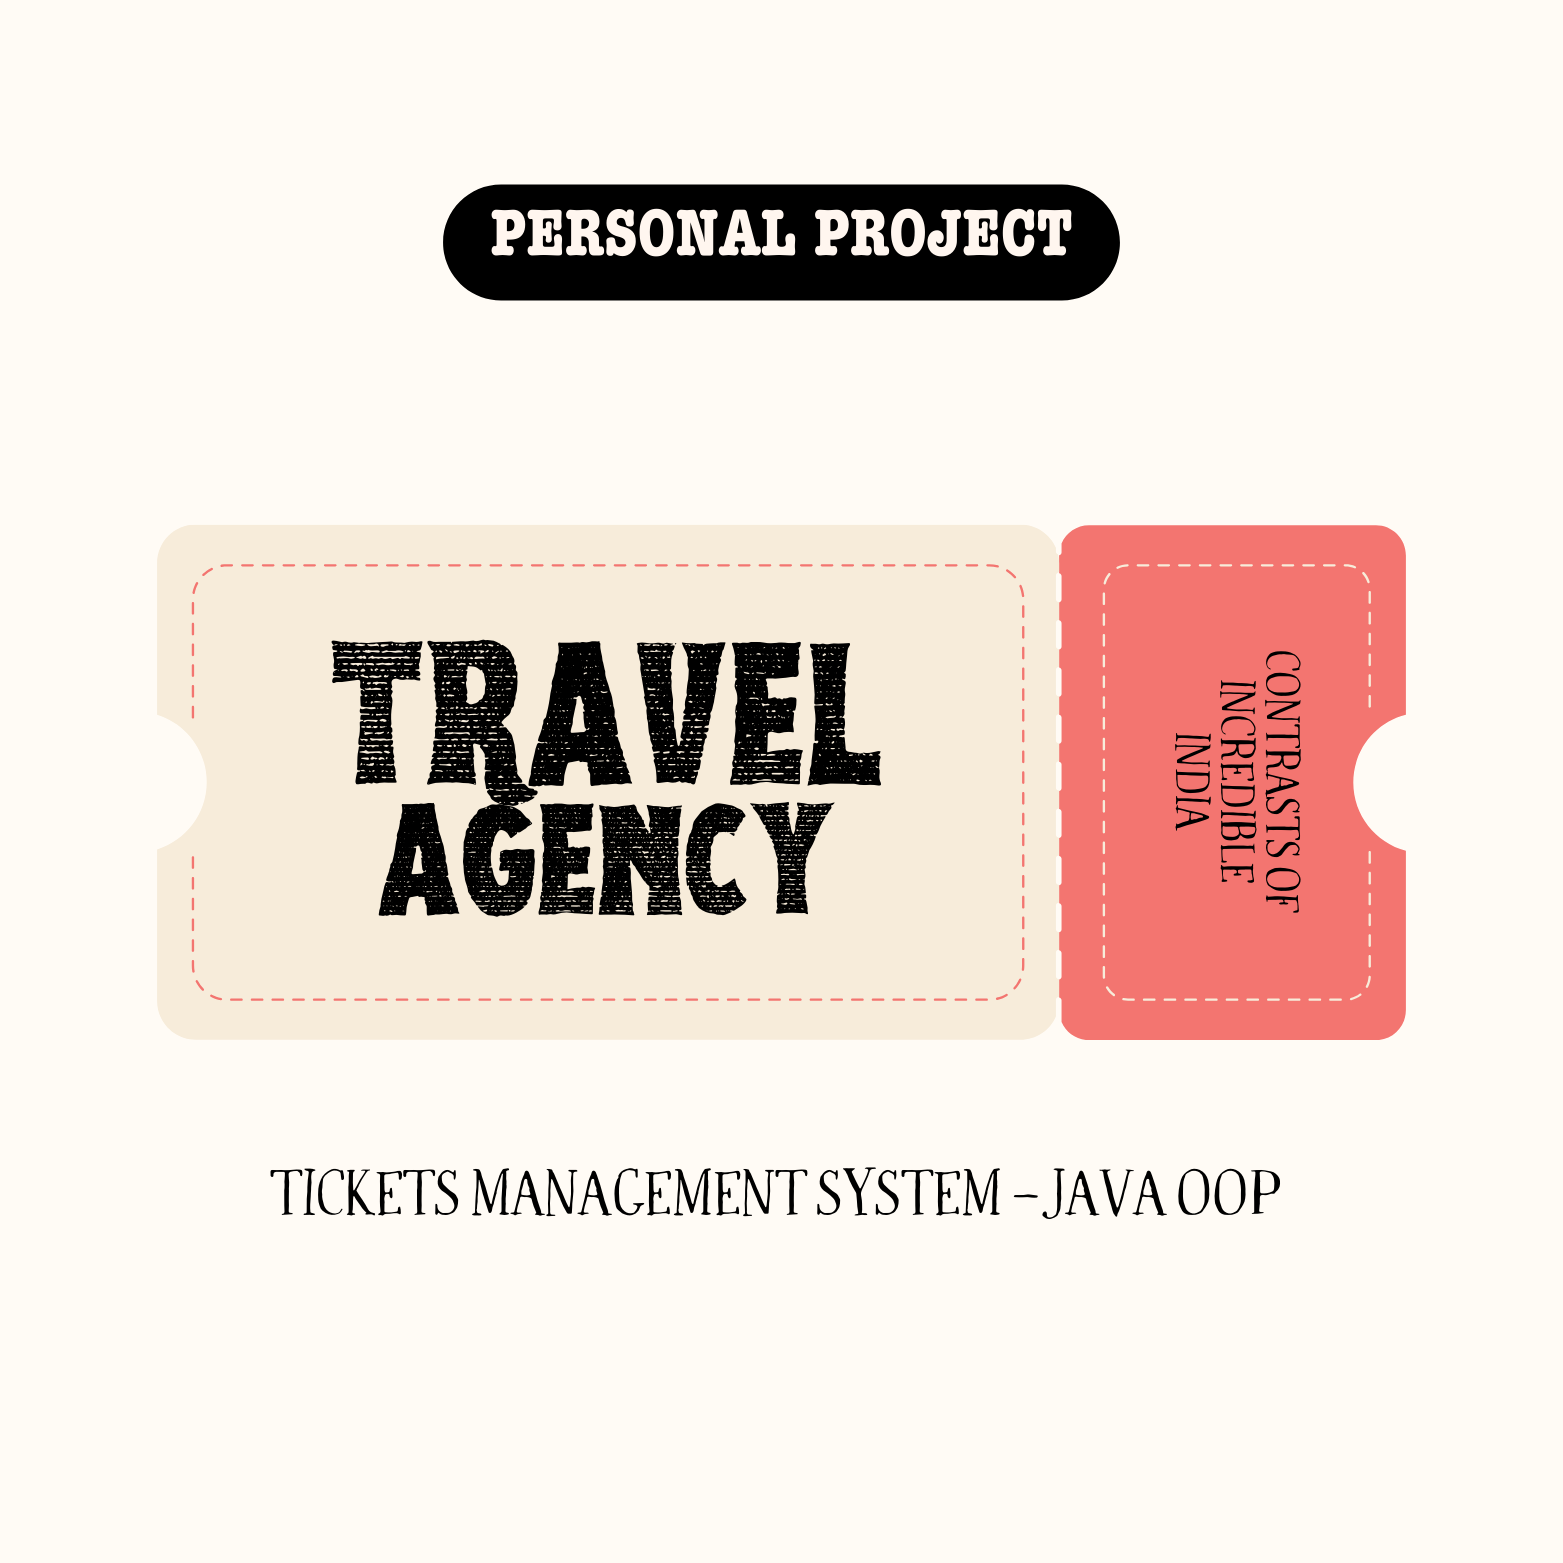 PERSONAL PROJECT
TRAVEL
AGENCY
CONTRASTS OF
INCREDIBLE
INDIA
TICKETS MANAGEMENT SYSTEM – JAVA OOP